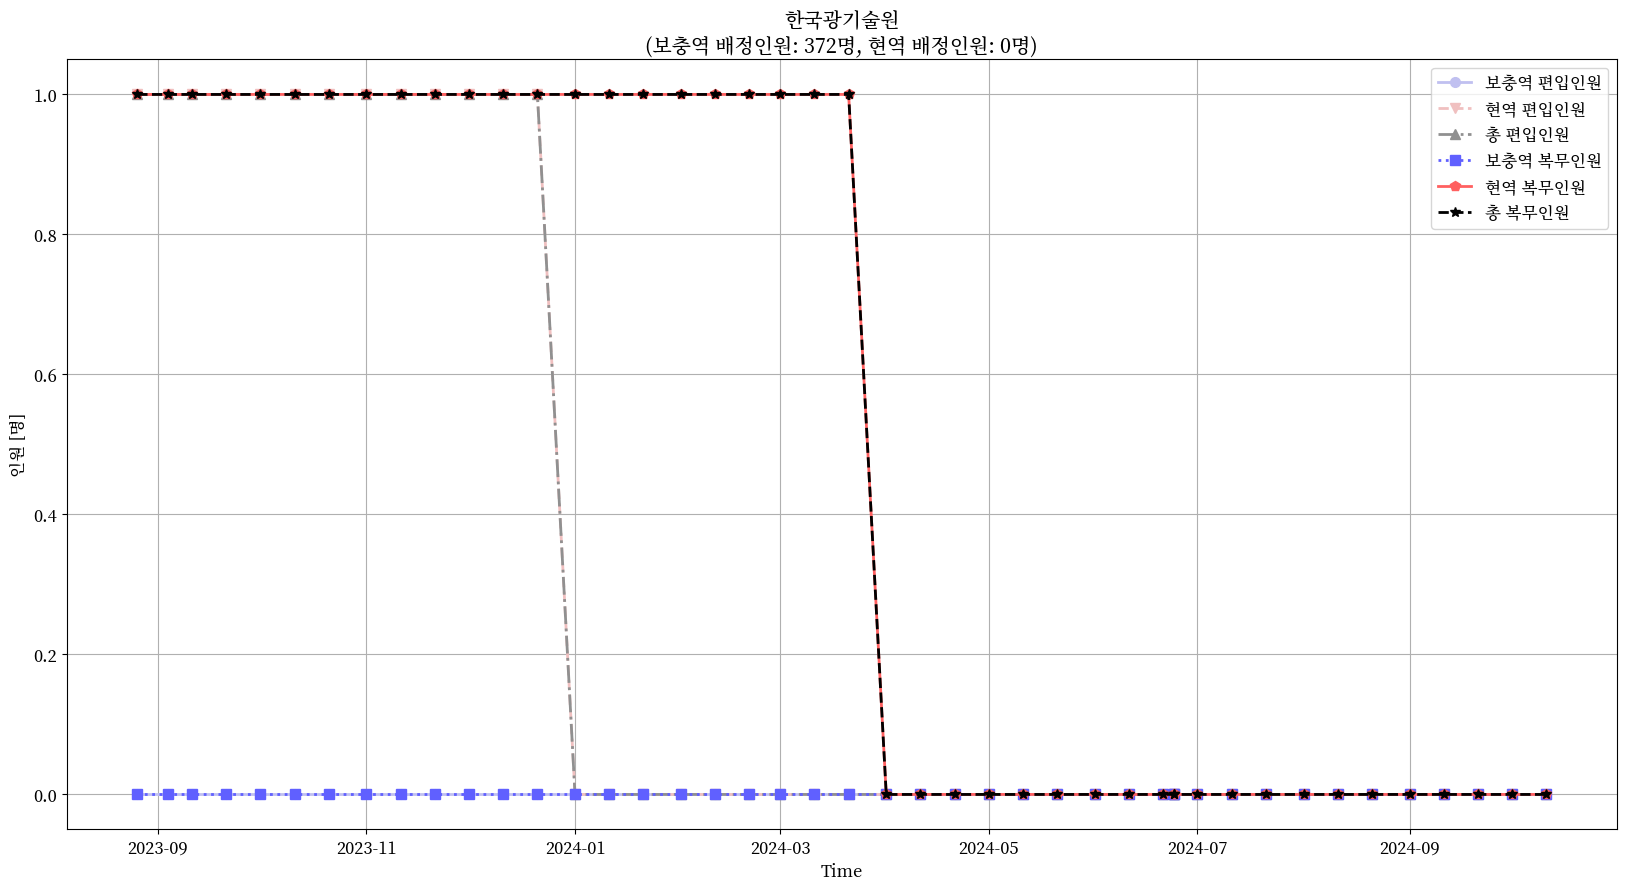 한국광기술원
(보충역 배정인원: 372명, 현역 배정인원: 0명)
보충역 편입인원
현역 편입인원
총 편입인원
보충역 복무인원
현역 복무인원
총 복무인원
인원 [명]
1.0
0.8
0.6
0.4
0.2
0.0
2023-09
2023-11
2024-01
2024-03
2024-05
2024-07
2024-09
Time